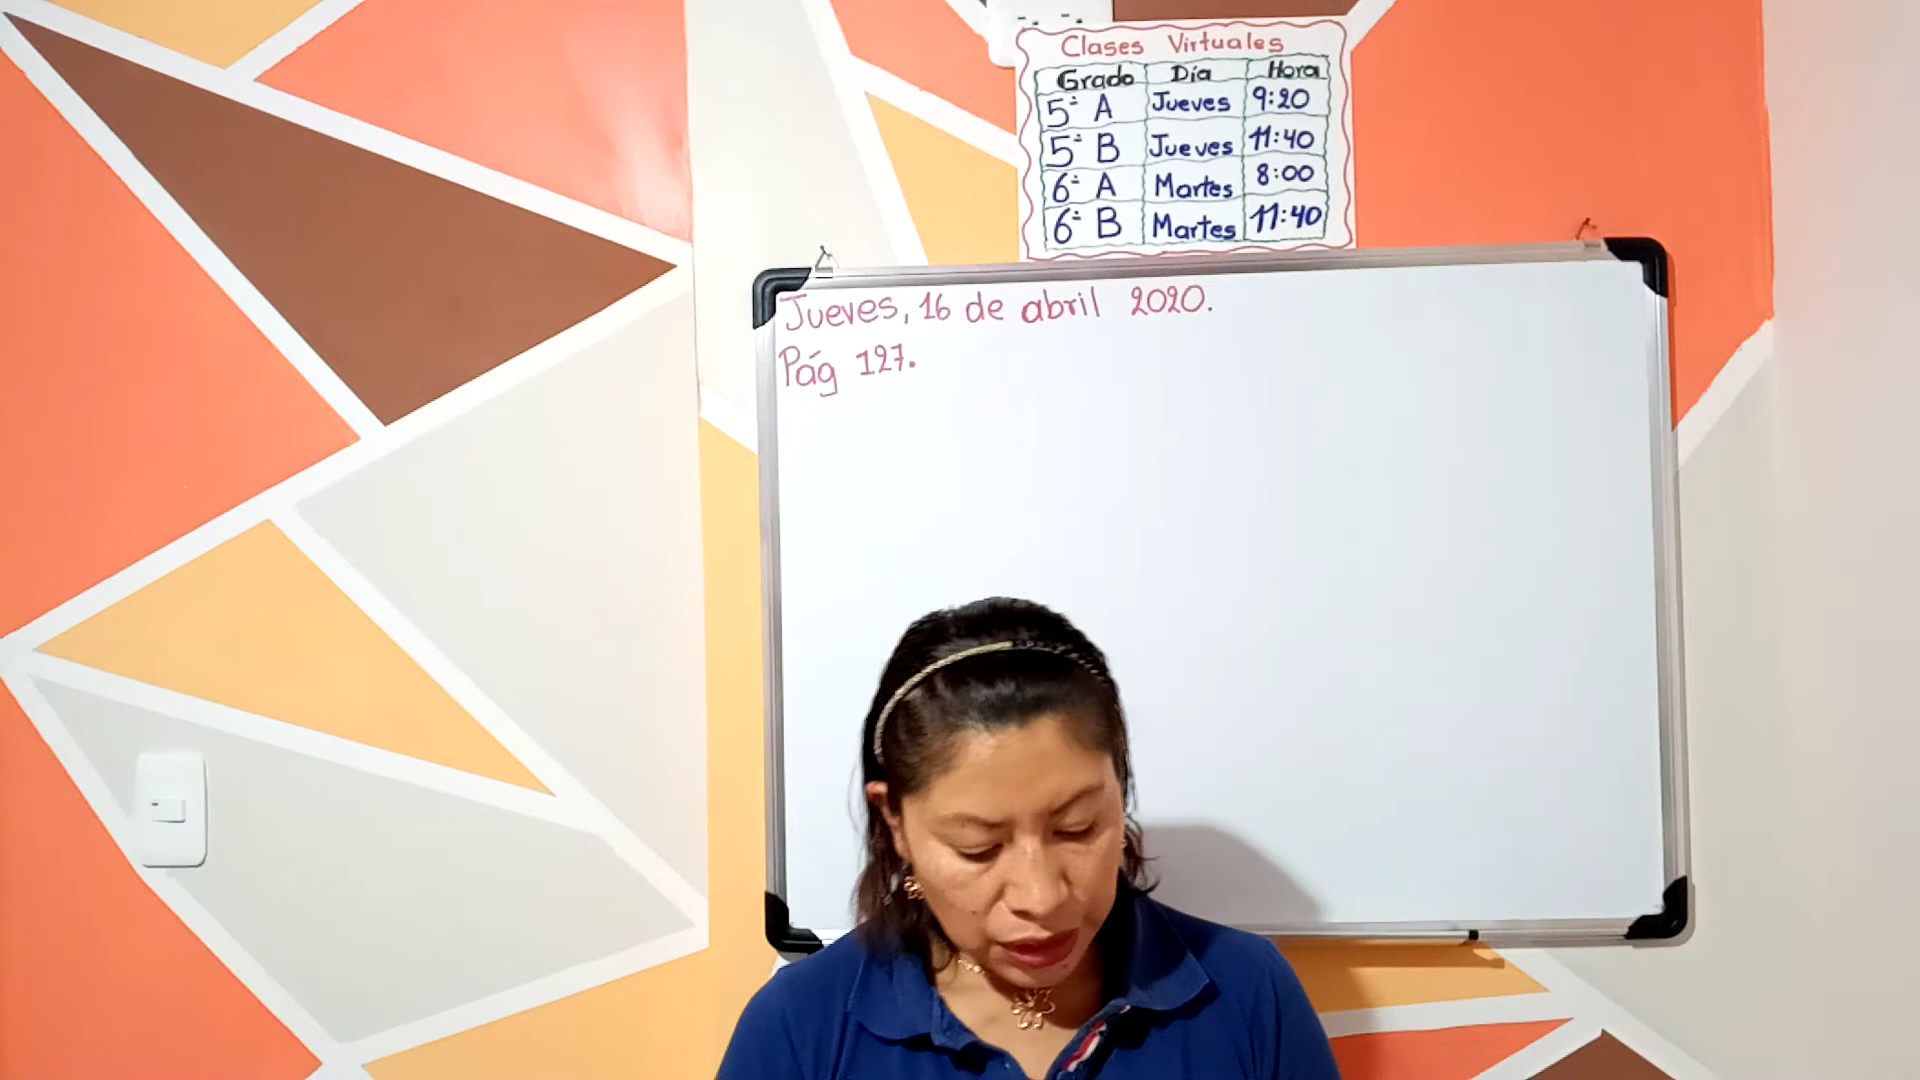 Clases Virtuales
Grado Día Hora
5º A Jueves 9:20
5º B Jueves 11:40
6º A Martes 8:00
6º B Martes 11:40
Jueves, 16 de abril 2020.
Pág 127.